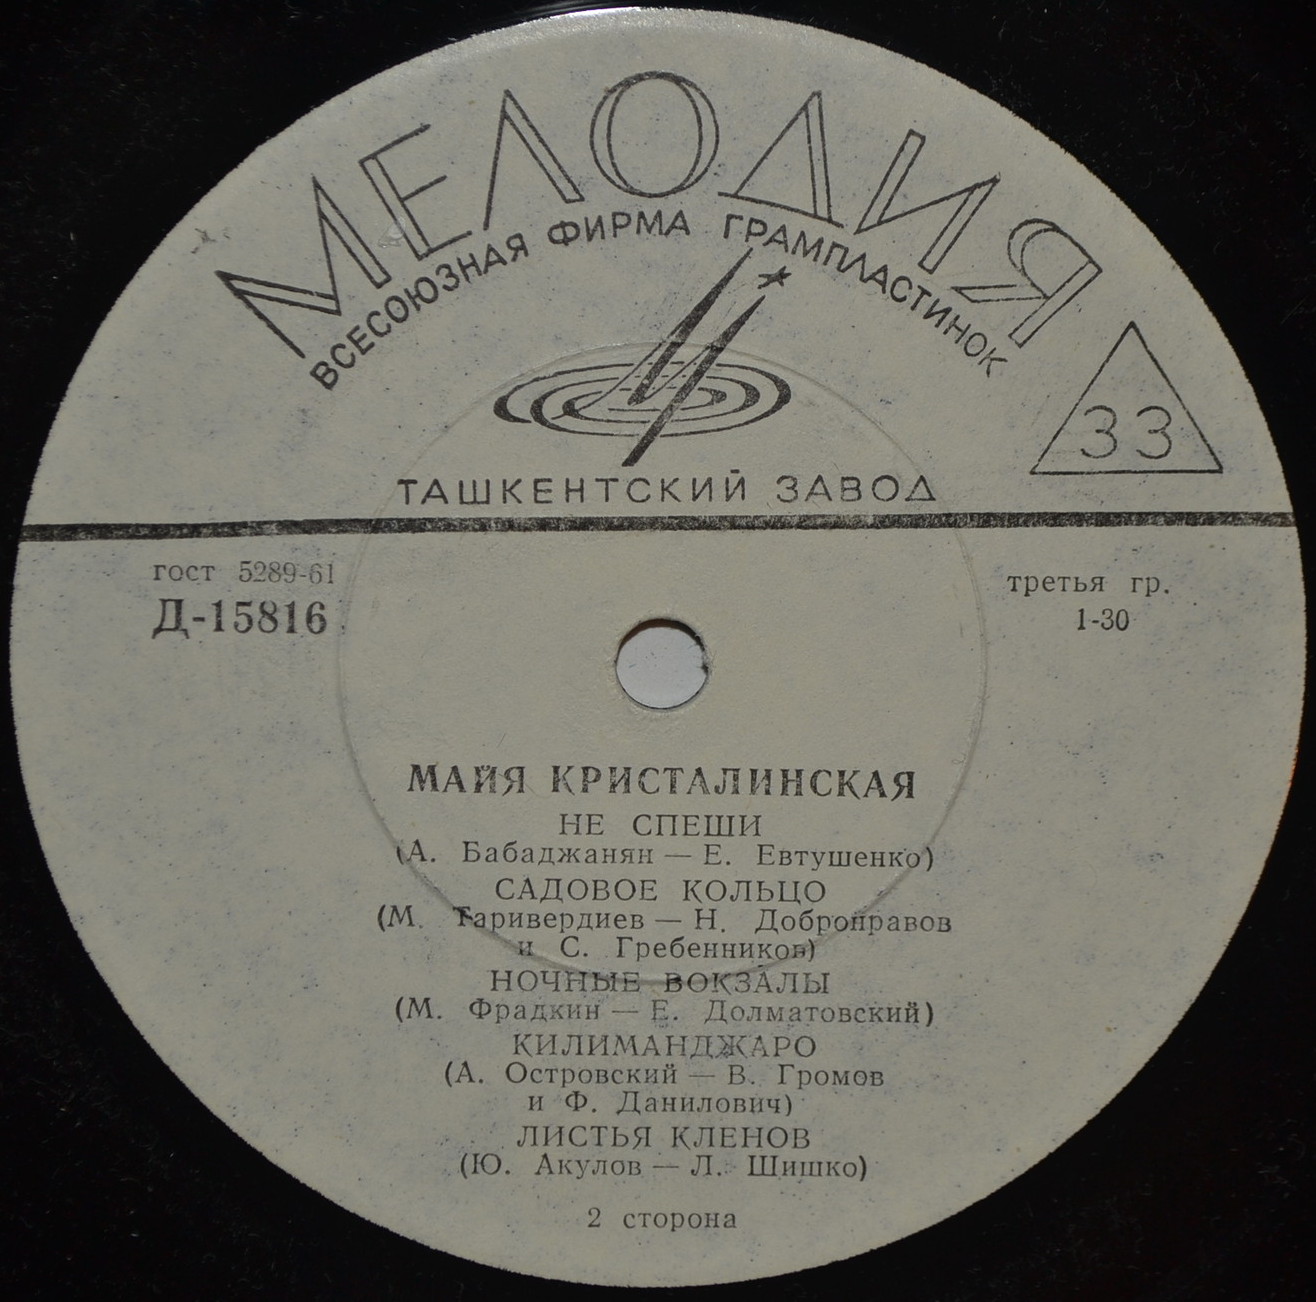 МЕЛОДИЯ
ВСЕСОЮЗНАЯ ФИРМА ГРАМПЛАСТИНОК
33
ТАШКЕНТСКИЙ ЗАВОД
гост 5289-61
Д-15816
третья гр.
1-30
МАЙЯ КРИСТАЛИНСКАЯ
НЕ СПЕШИ
(А. Бабаджанян — Е. Евтушенко)
САДОВОЕ КОЛЬЦО
(М. Таривердиев — Н. Добронравов
и С. Гребенников)
НОЧНЫЕ ВОКЗАЛЫ
(М. Фрадкин — Е. Долматовский)
КИЛИМАНДЖАРО
(А. Островский — В. Громов
и Ф. Данилович)
ЛИСТЬЯ КЛЕНОВ
(Ю. Акулов — Л. Шишко)
2 сторона